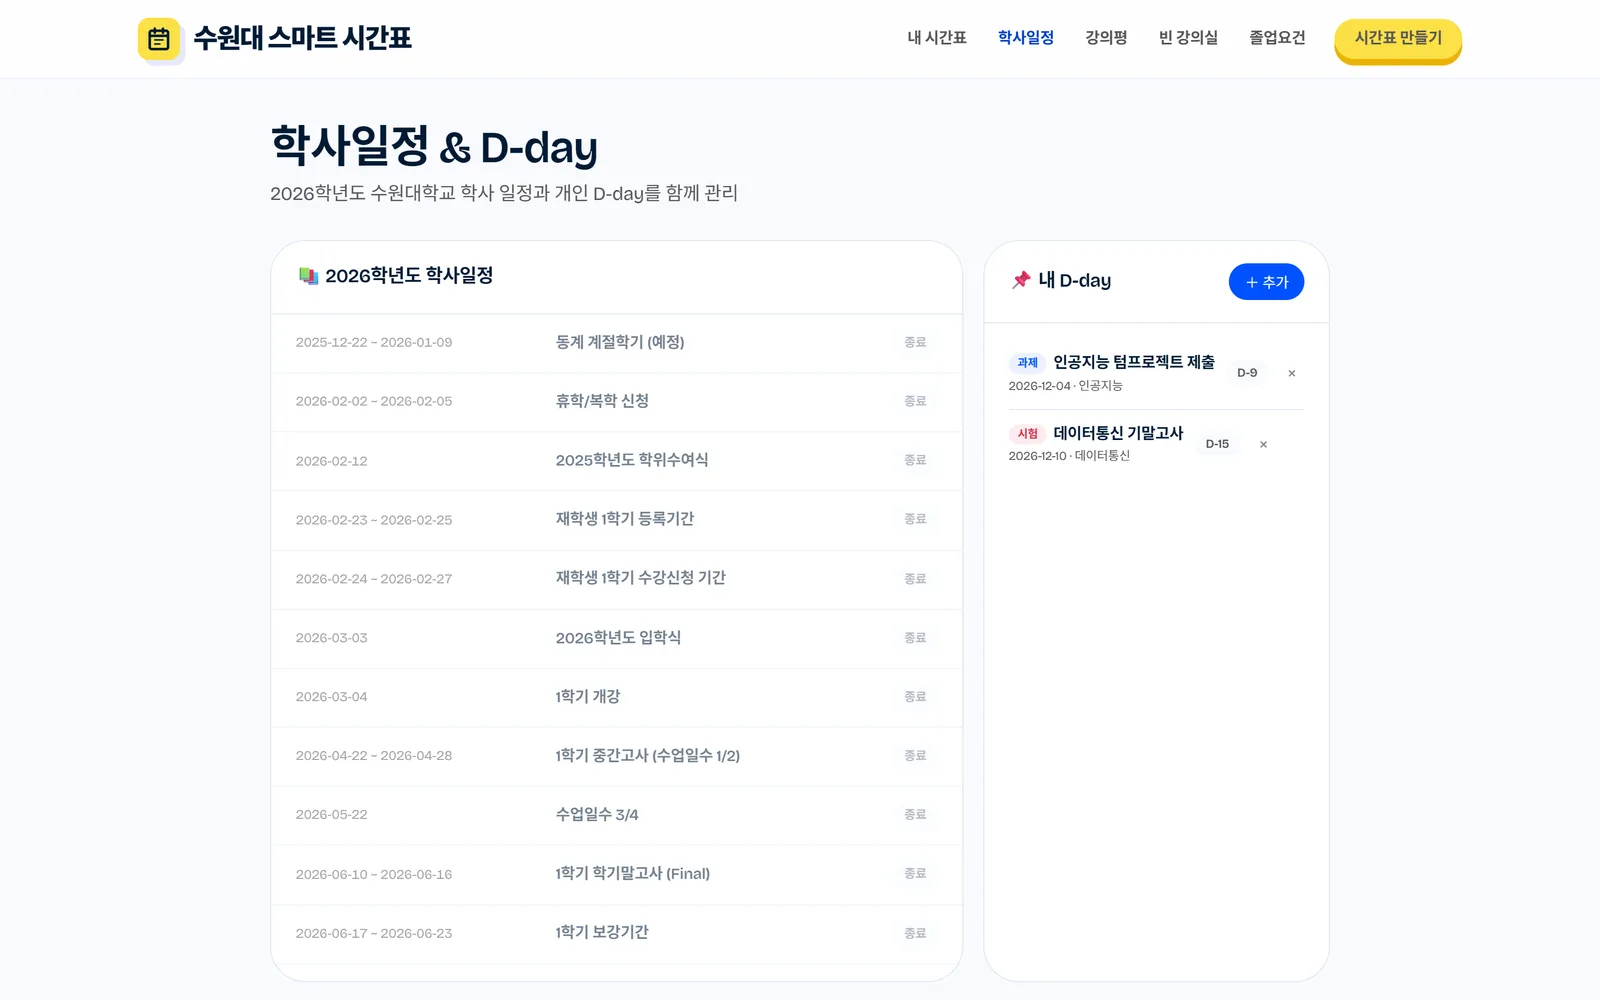 수원대 스마트 시간표
내 시간표
학사일정
강의평
빈 강의실
졸업요건
시간표 만들기
학사일정 & D-day
2026학년도 수원대학교 학사 일정과 개인 D-day를 함께 관리
2026학년도 학사일정
2025-12-22 ~ 2026-01-09 동계 계절학기 (예정) 종료
2026-02-02 ~ 2026-02-05 휴학/복학 신청 종료
2026-02-12 2025학년도 학위수여식 종료
2026-02-23 ~ 2026-02-25 재학생 1학기 등록기간 종료
2026-02-24 ~ 2026-02-27 재학생 1학기 수강신청 기간 종료
2026-03-03 2026학년도 입학식 종료
2026-03-04 1학기 개강 종료
2026-04-22 ~ 2026-04-28 1학기 중간고사 (수업일수 1/2) 종료
2026-05-22 수업일수 3/4 종료
2026-06-10 ~ 2026-06-16 1학기 학기말고사 (Final) 종료
2026-06-17 ~ 2026-06-23 1학기 보강기간 종료
내 D-day
+ 추가
과제 인공지능 텀프로젝트 제출 D-9 ×
2026-12-04 · 인공지능
시험 데이터통신 기말고사 D-15 ×
2026-12-10 · 데이터통신